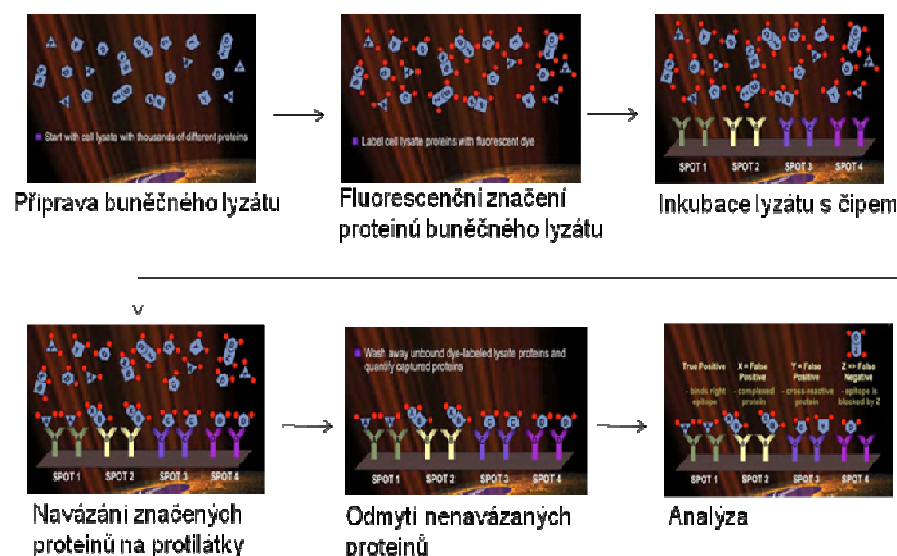 Start with cell lysate with thousands of different proteins
Label cell lysate proteins with fluorescent dye
SPOT 1 SPOT 2 SPOT 3 SPOT 4
Příprava buněčného lyzátu
Fluorescenční značení
proteinů buněčného lyzátu
Inkubace lyzátu s čipem
SPOT 1 SPOT 2 SPOT 3 SPOT 4
Wash away unbound dye-labeled lysate proteins and
quantify captured proteins
SPOT 1 SPOT 2 SPOT 3 SPOT 4
True Positive
- binds right
epitope
X = False
Positive
- complexed
protein
Y = False
Positive
- cross-reactive
protein
Z => False
Negative
- epitope is
blocked by Z
SPOT 1 SPOT 2 SPOT 3 SPOT 4
Navázání značených
proteinů na protilátky
Odmytí nenavázaných
proteinů
Analýza